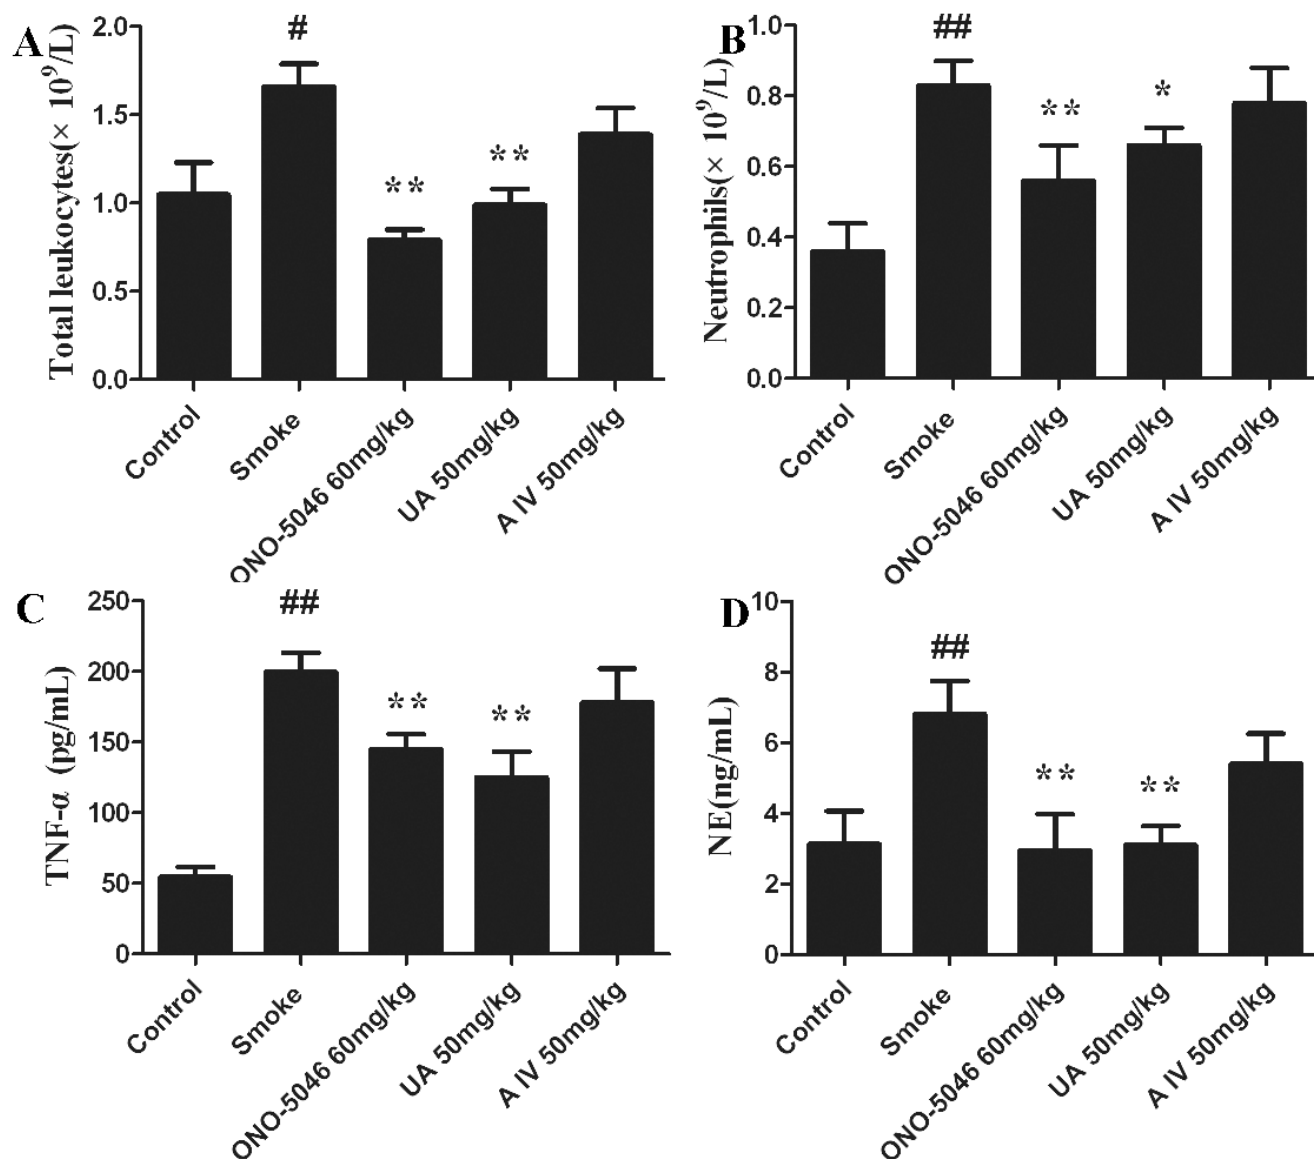 A
Total leukocytes(× 10⁹/L)
2.0
1.5
1.0
0.5
0.0
#
**
**
Control
Smoke
ONO-5046 60mg/kg
UA 50mg/kg
A IV 50mg/kg
B
Neutrophils(× 10⁹/L)
1.0
0.8
0.6
0.4
0.2
0.0
##
**
*
Control
Smoke
ONO-5046 60mg/kg
UA 50mg/kg
A IV 50mg/kg
C
TNF-α (pg/mL)
250
200
150
100
50
0
##
**
**
Control
Smoke
ONO-5046 60mg/kg
UA 50mg/kg
A IV 50mg/kg
D
NE(ng/mL)
10
8
6
4
2
0
##
**
**
Control
Smoke
ONO-5046 60mg/kg
UA 50mg/kg
A IV 50mg/kg